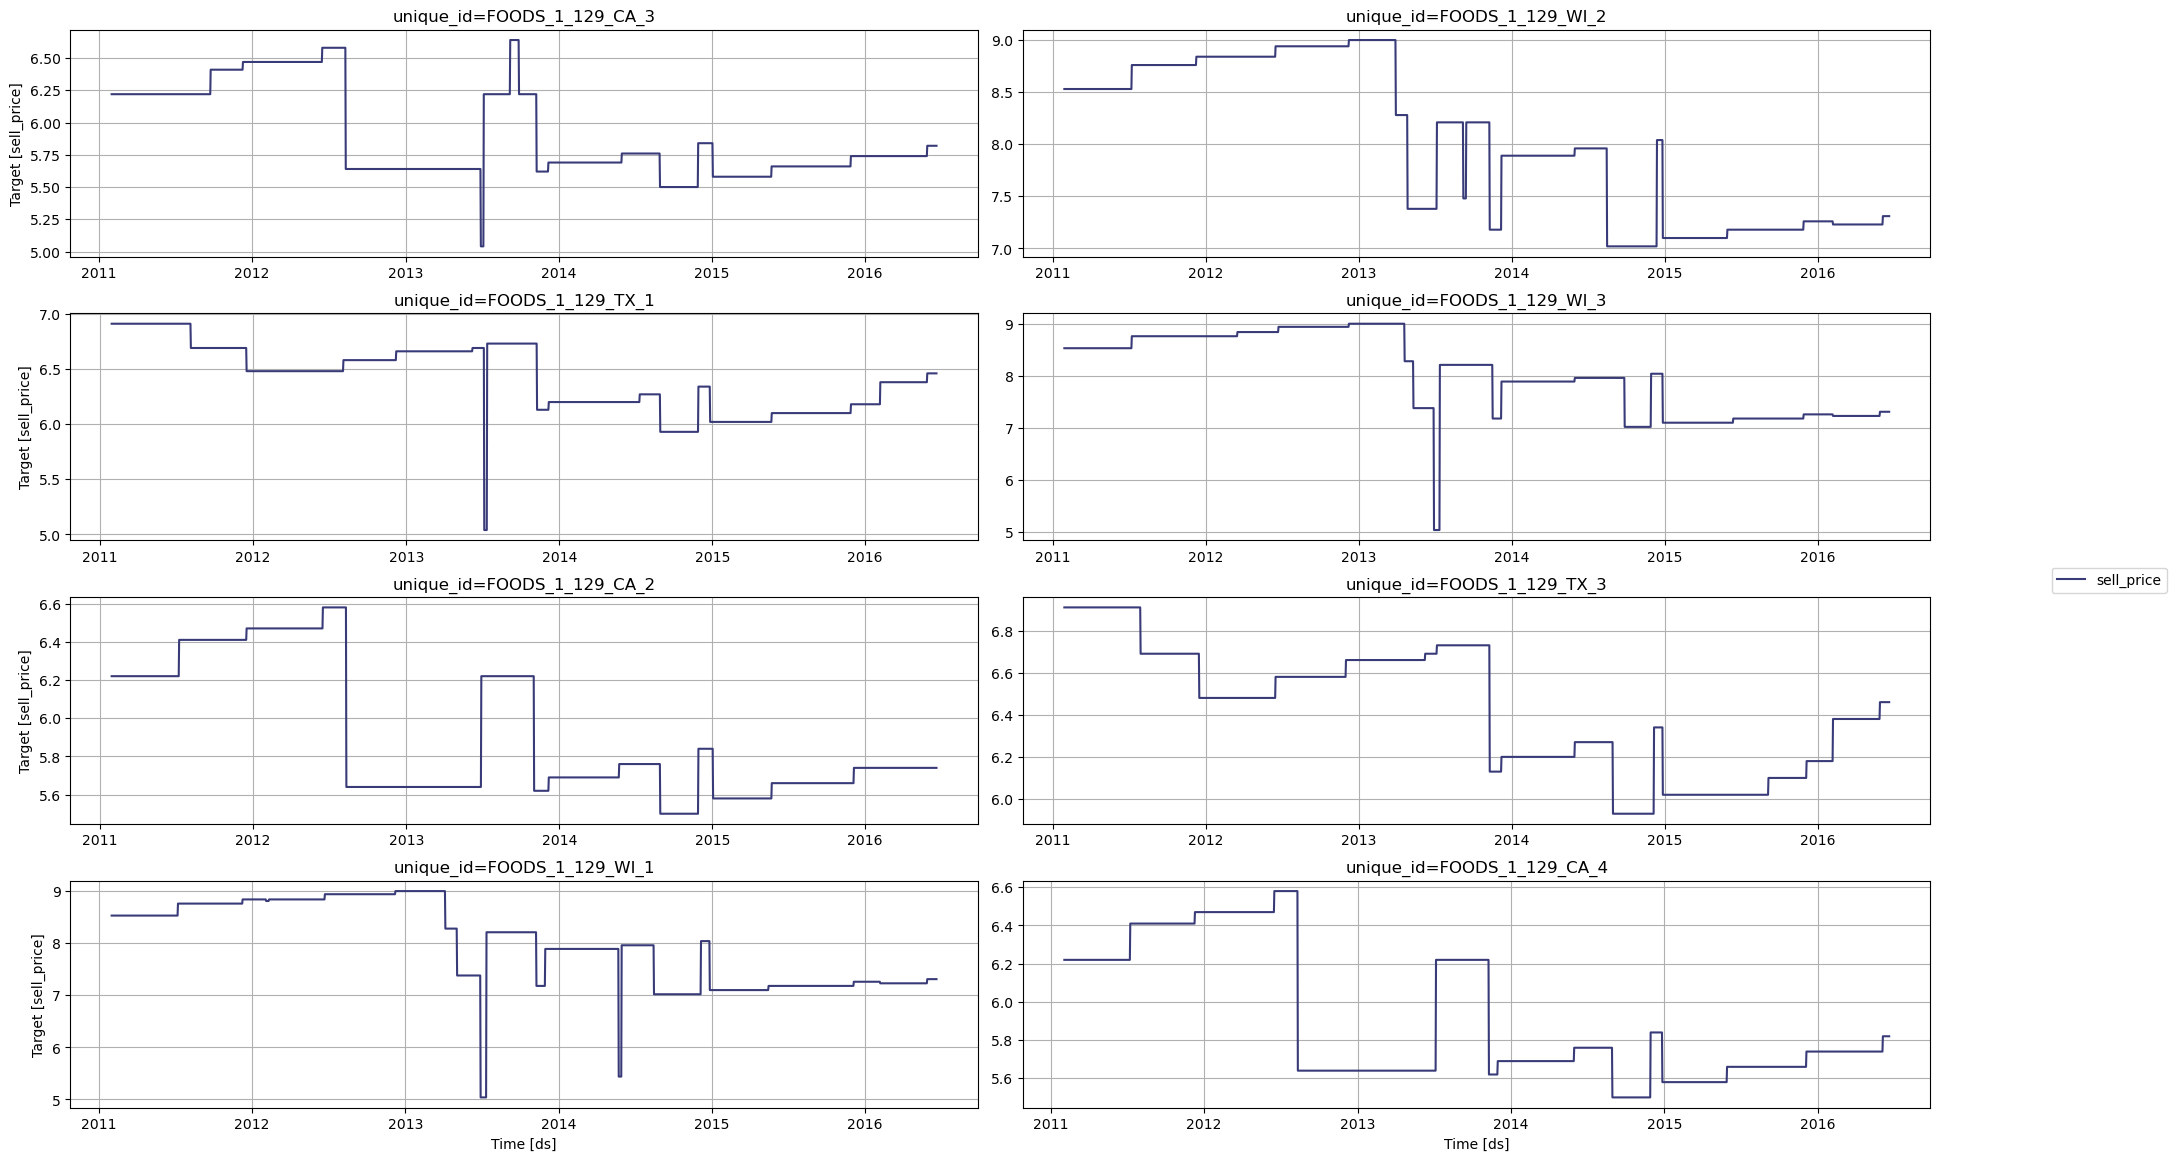 unique_id=FOODS_1_129_CA_3
Target [sell_price]
6.50
6.25
6.00
5.75
5.50
5.25
5.00
2011 2012 2013 2014 2015 2016
unique_id=FOODS_1_129_WI_2
9.0
8.5
8.0
7.5
7.0
2011 2012 2013 2014 2015 2016
unique_id=FOODS_1_129_TX_1
Target [sell_price]
7.0
6.5
6.0
5.5
5.0
2011 2012 2013 2014 2015 2016
unique_id=FOODS_1_129_WI_3
9
8
7
6
5
2011 2012 2013 2014 2015 2016
unique_id=FOODS_1_129_CA_2
Target [sell_price]
6.6
6.4
6.2
6.0
5.8
5.6
2011 2012 2013 2014 2015 2016
unique_id=FOODS_1_129_TX_3
6.8
6.6
6.4
6.2
6.0
2011 2012 2013 2014 2015 2016
sell_price
unique_id=FOODS_1_129_WI_1
Target [sell_price]
9
8
7
6
5
2011 2012 2013 2014 2015 2016
Time [ds]
unique_id=FOODS_1_129_CA_4
6.6
6.4
6.2
6.0
5.8
5.6
2011 2012 2013 2014 2015 2016
Time [ds]